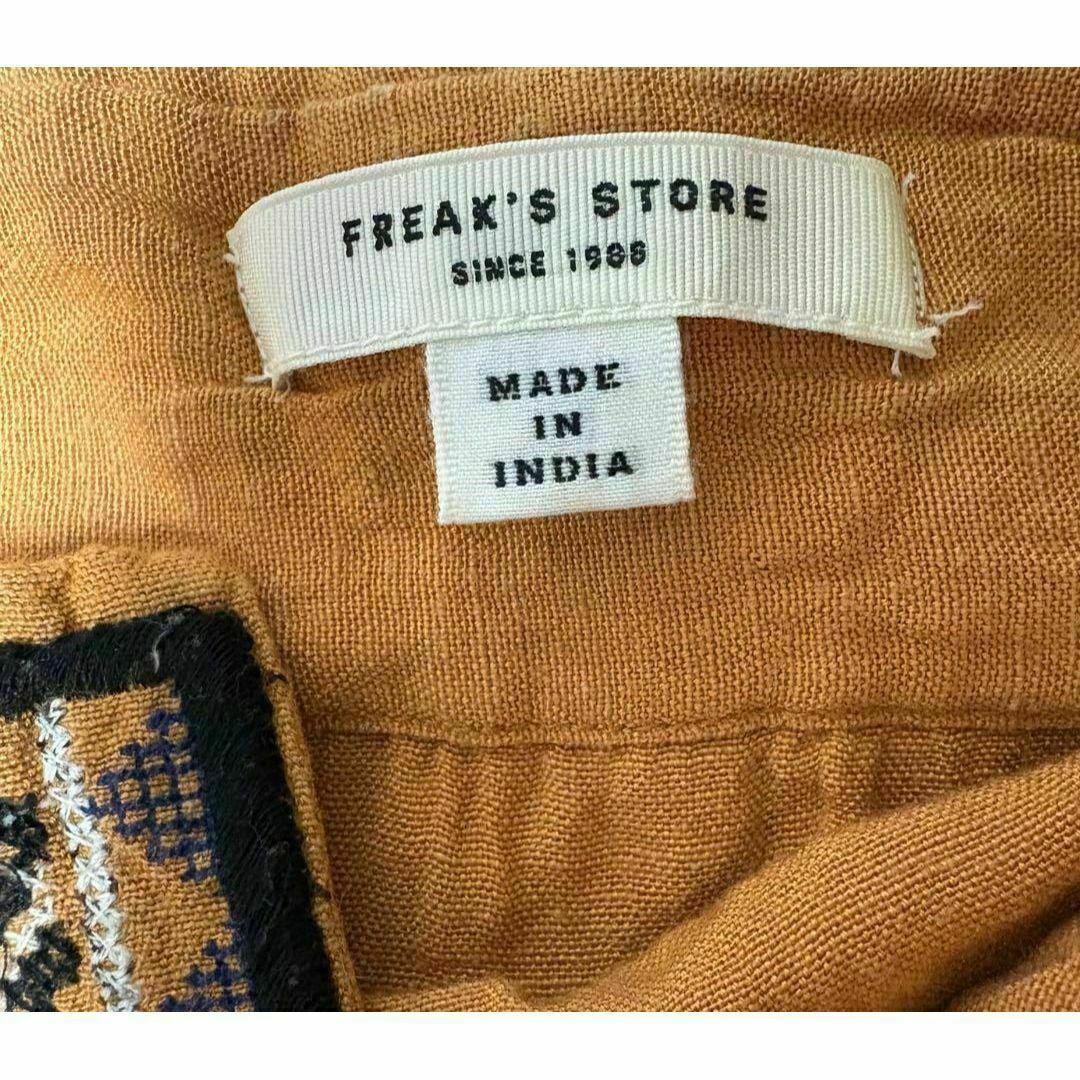 FREAK'S STORE
SINCE 1986
MADE
IN
INDIA